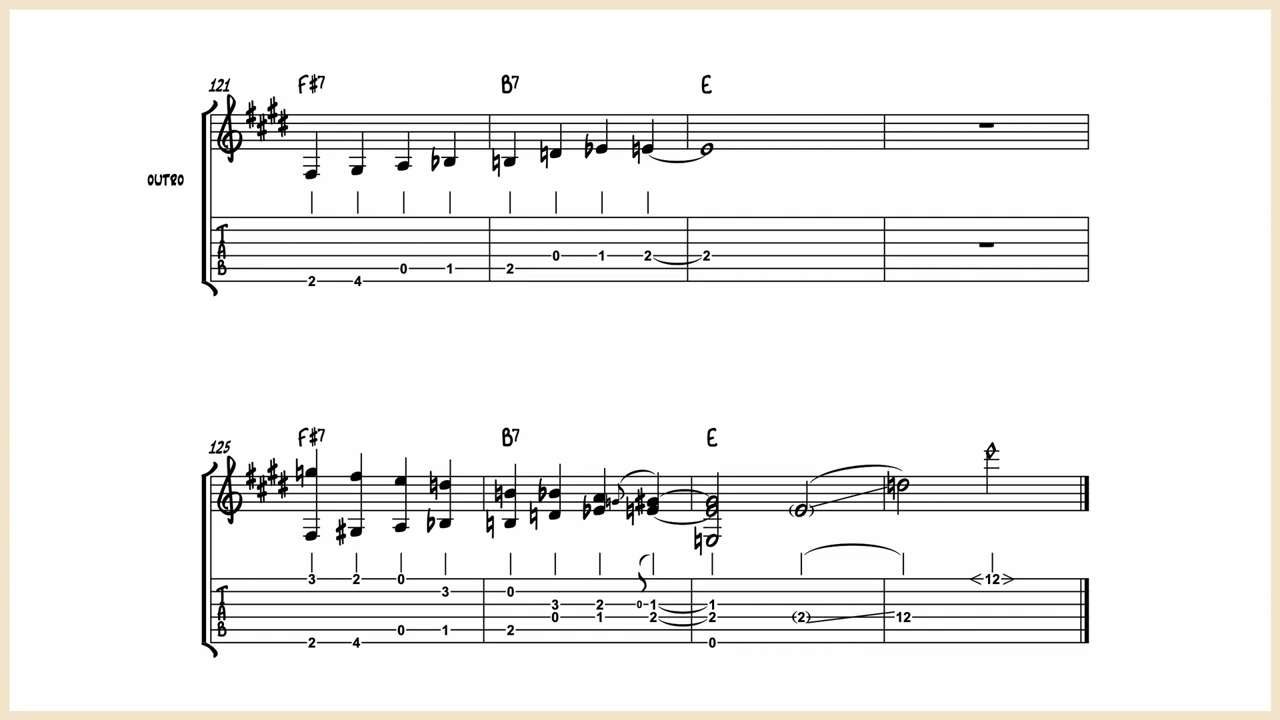 121 F#7 B7 E
OUTRO
T
A
B
0 1 2 2
0 1 2
2 4
125 F#7 B7 E
3 2 0 <12>
3 0
3 2 0 1 1
0 1 2 2 (2) 12
0 1 2
2 4 0